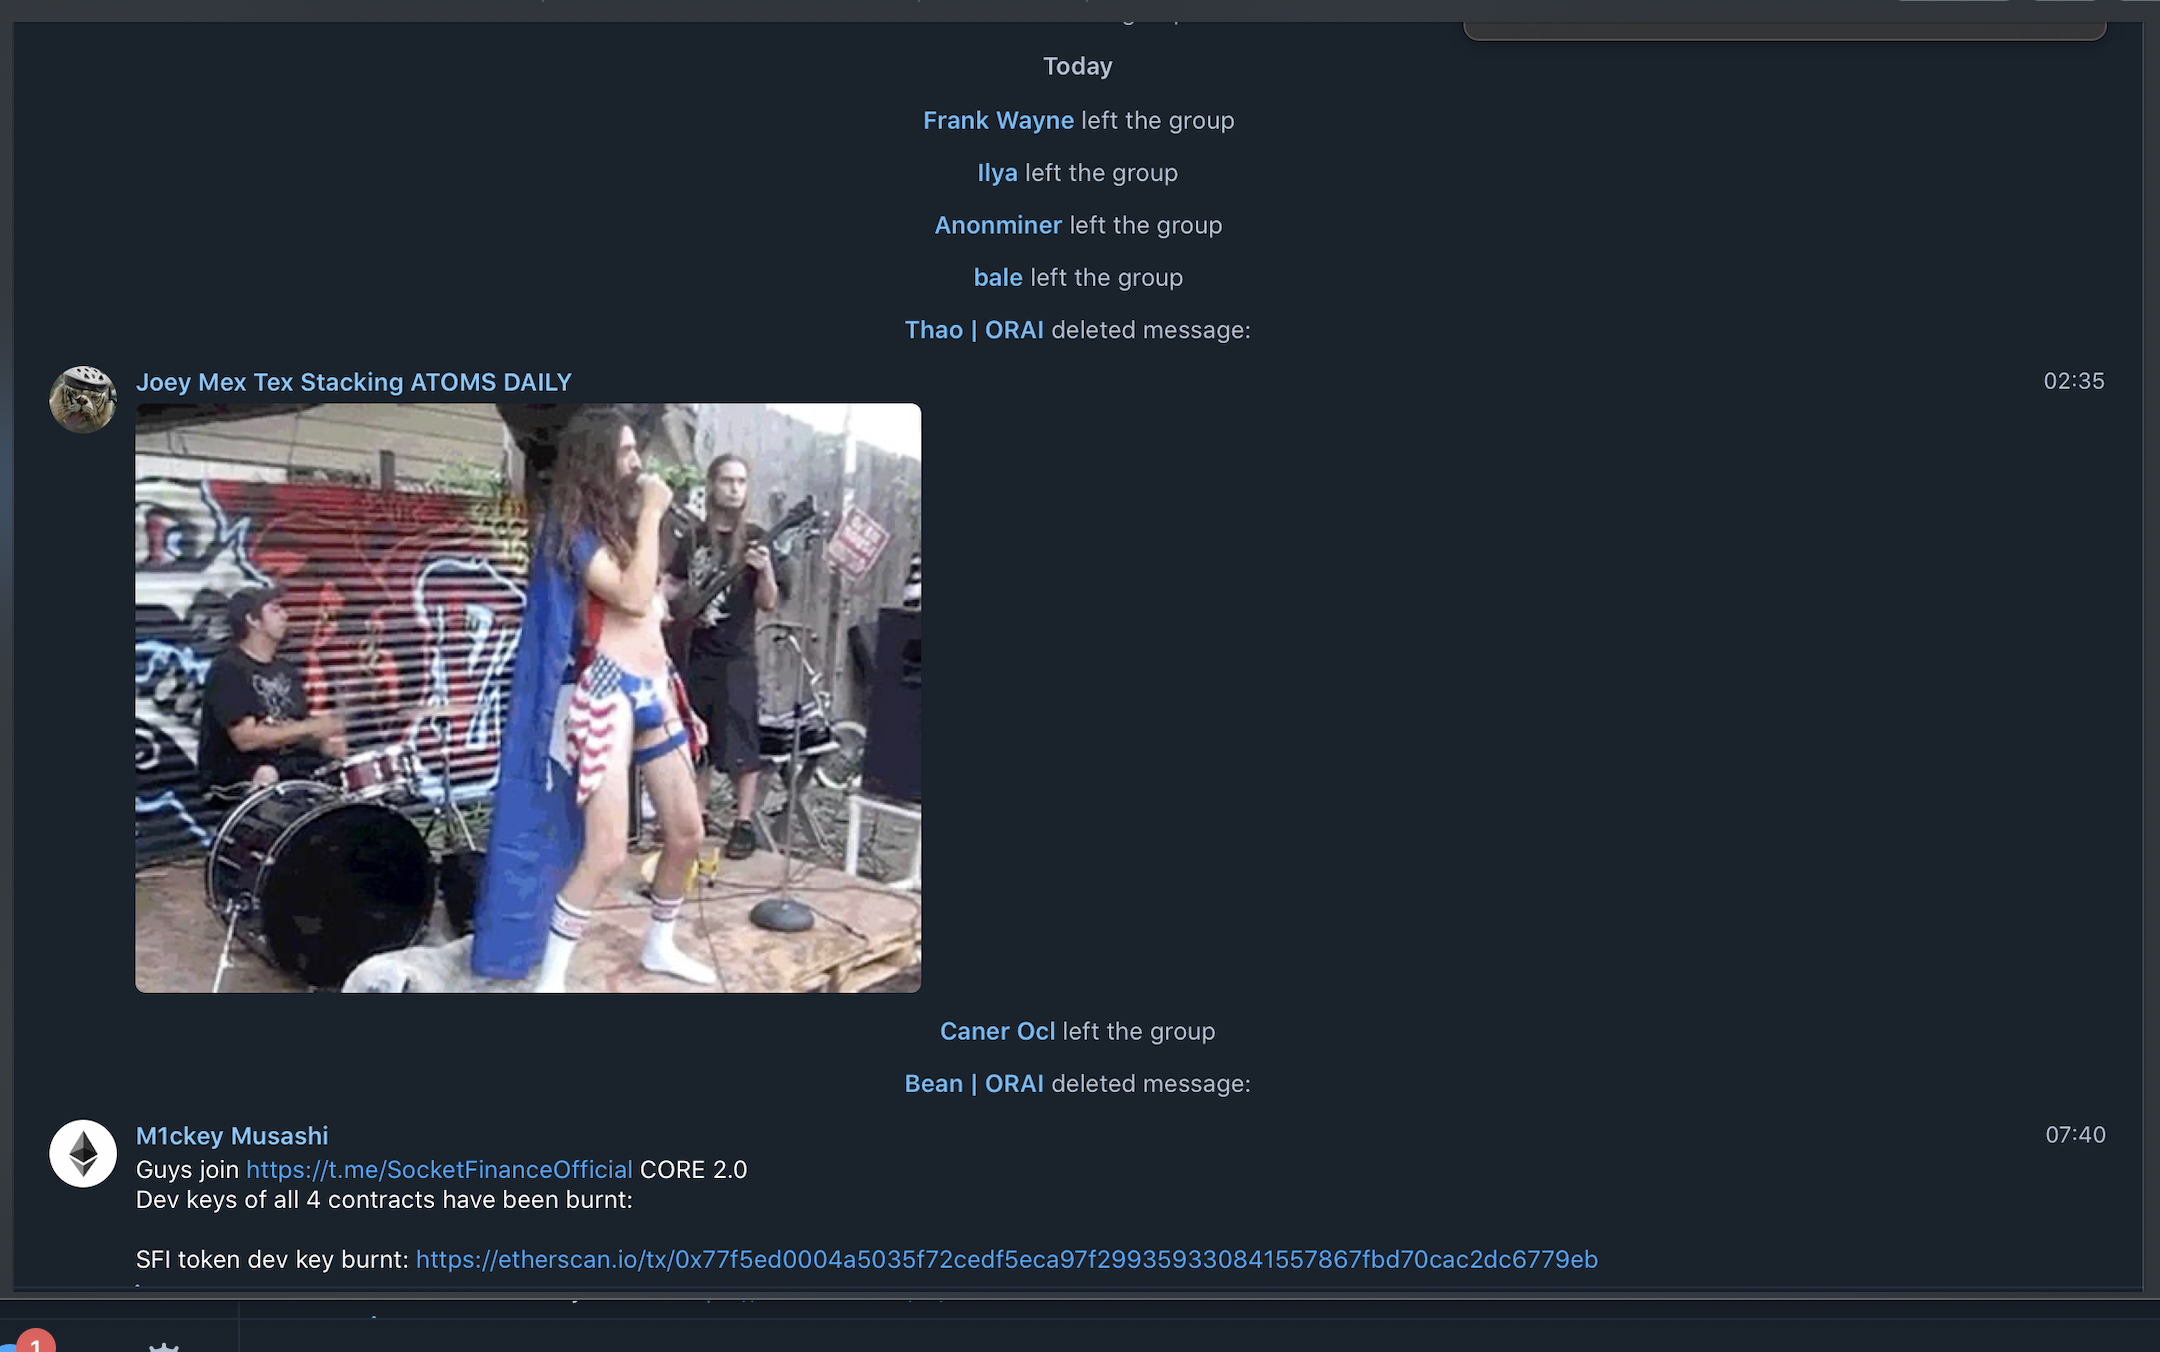 Today
Frank Wayne left the group
Ilya left the group
Anonminer left the group
bale left the group
Thao | ORAI deleted message:
Joey Mex Tex Stacking ATOMS DAILY
02:35
Caner Ocl left the group
Bean | ORAI deleted message:
M1ckey Musashi
07:40
Guys join https://t.me/SocketFinanceOfficial CORE 2.0
Dev keys of all 4 contracts have been burnt:
SFI token dev key burnt: https://etherscan.io/tx/0x77f5ed0004a5035f72cedf5eca97f299359330841557867fbd70cac2dc6779eb
1